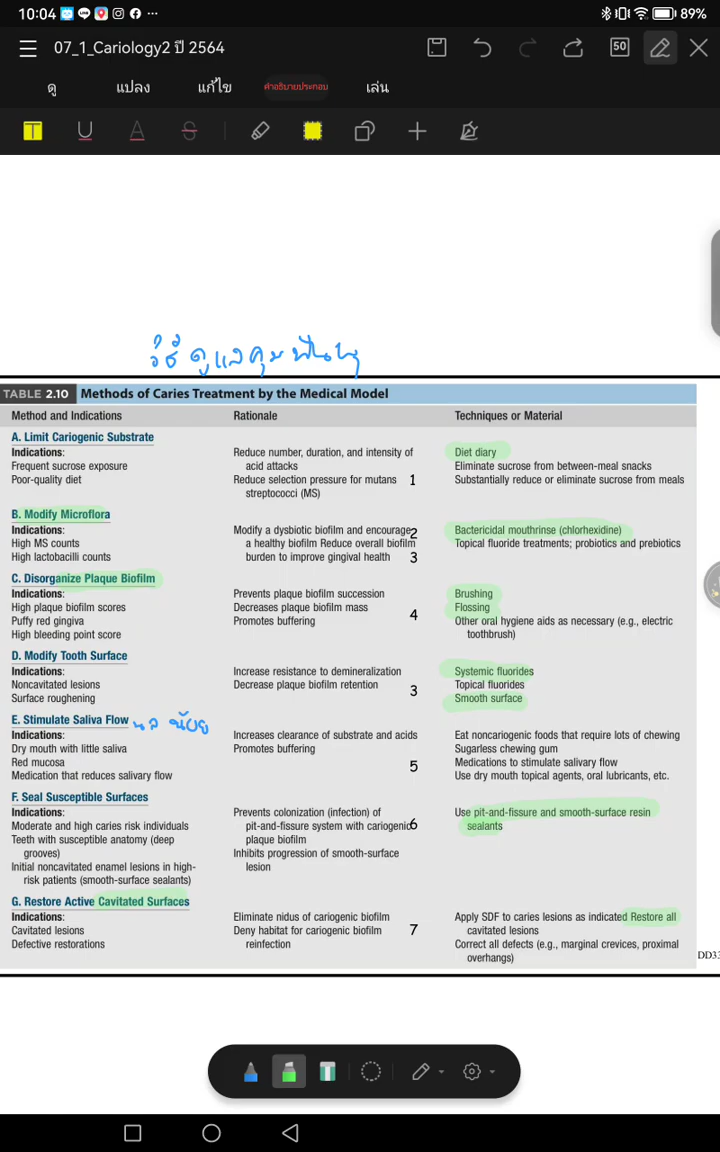 10:04
89%
07_1_Cariology2 ปี 2564
50
ดู แปลง แก้ไข คำอธิบายประกอบ เล่น
T U A S
วิธี ดูแลคุม
TABLE 2.10 Methods of Caries Treatment by the Medical Model
Method and Indications Rationale Techniques or Material
A. Limit Cariogenic Substrate
Indications: Reduce number, duration, and intensity of Diet diary
Frequent sucrose exposure acid attacks Eliminate sucrose from between-meal snacks
Poor-quality diet Reduce selection pressure for mutans 1 Substantially reduce or eliminate sucrose from meals
streptococci (MS)
B. Modify Microflora
Indications: Modify a dysbiotic biofilm and encourage 2 Bactericidal mouthrinse (chlorhexidine)
High MS counts a healthy biofilm Reduce overall biofilm Topical fluoride treatments; probiotics and prebiotics
High lactobacilli counts burden to improve gingival health 3
C. Disorganize Plaque Biofilm
Indications: Prevents plaque biofilm succession Brushing
High plaque biofilm scores Decreases plaque biofilm mass Flossing
Puffy red gingiva Promotes buffering 4 Other oral hygiene aids as necessary (e.g., electric
High bleeding point score toothbrush)
D. Modify Tooth Surface
Indications: Increase resistance to demineralization Systemic fluorides
Noncavitated lesions Decrease plaque biofilm retention Topical fluorides
Surface roughening 3 Smooth surface
E. Stimulate Saliva Flow
Indications: Increases clearance of substrate and acids Eat noncariogenic foods that require lots of chewing
Dry mouth with little saliva Promotes buffering Sugarless chewing gum
Red mucosa 5 Medications to stimulate salivary flow
Medication that reduces salivary flow Use dry mouth topical agents, oral lubricants, etc.
F. Seal Susceptible Surfaces
Indications: Prevents colonization (infection) of Use pit-and-fissure and smooth-surface resin
Moderate and high caries risk individuals pit-and-fissure system with cariogenic 6 sealants
Teeth with susceptible anatomy (deep plaque biofilm
grooves) Inhibits progression of smooth-surface
Initial noncavitated enamel lesions in high- lesion
risk patients (smooth-surface sealants)
G. Restore Active Cavitated Surfaces
Indications: Eliminate nidus of cariogenic biofilm Apply SDF to caries lesions as indicated Restore all
Cavitated lesions Deny habitat for cariogenic biofilm 7 cavitated lesions
Defective restorations reinfection Correct all defects (e.g., marginal crevices, proximal
overhangs)
DD33